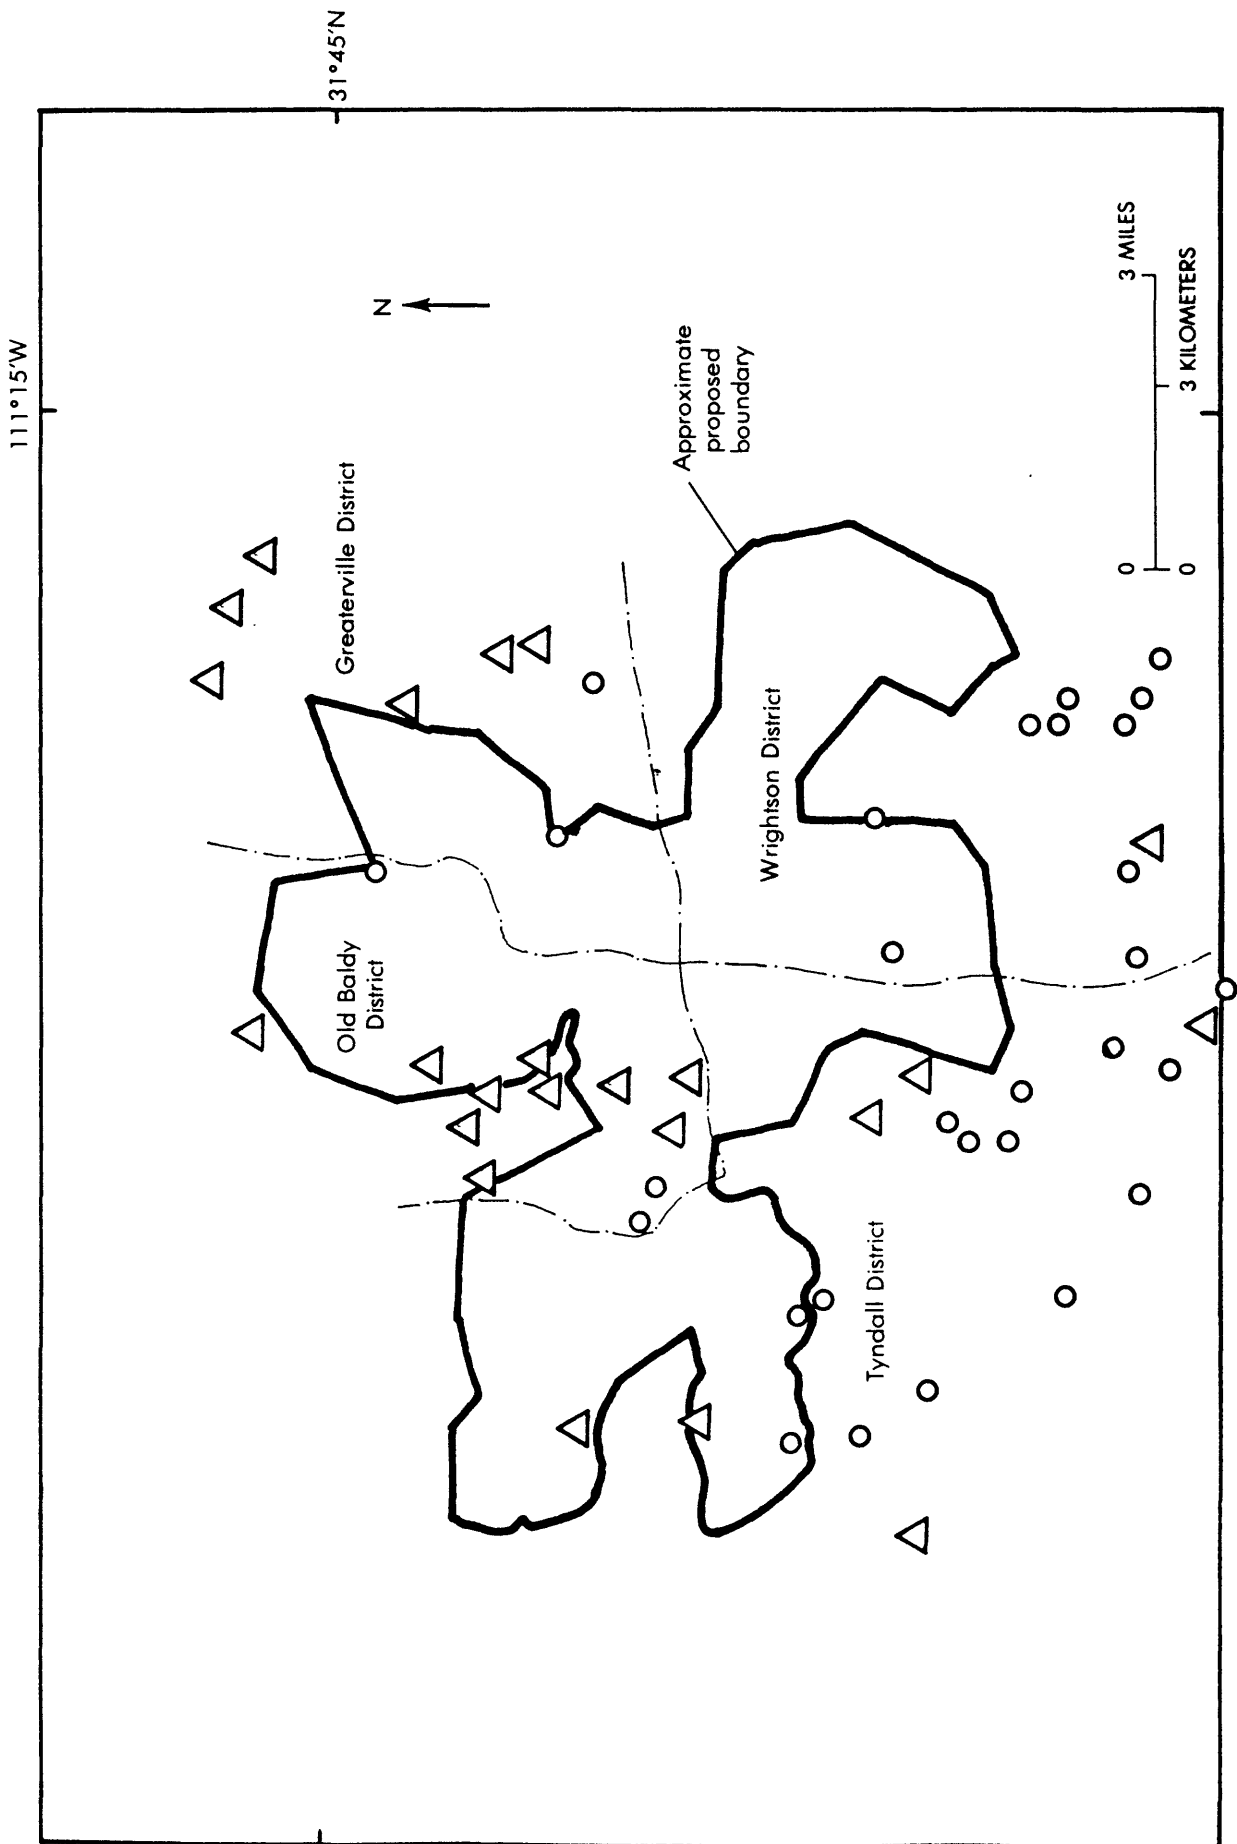 111°15'W
31°45'N
N
Greaterville District
Old Baldy
District
Approximate
proposed
boundary
Wrightson District
Tyndall District
0
3 MILES
0
3 KILOMETERS